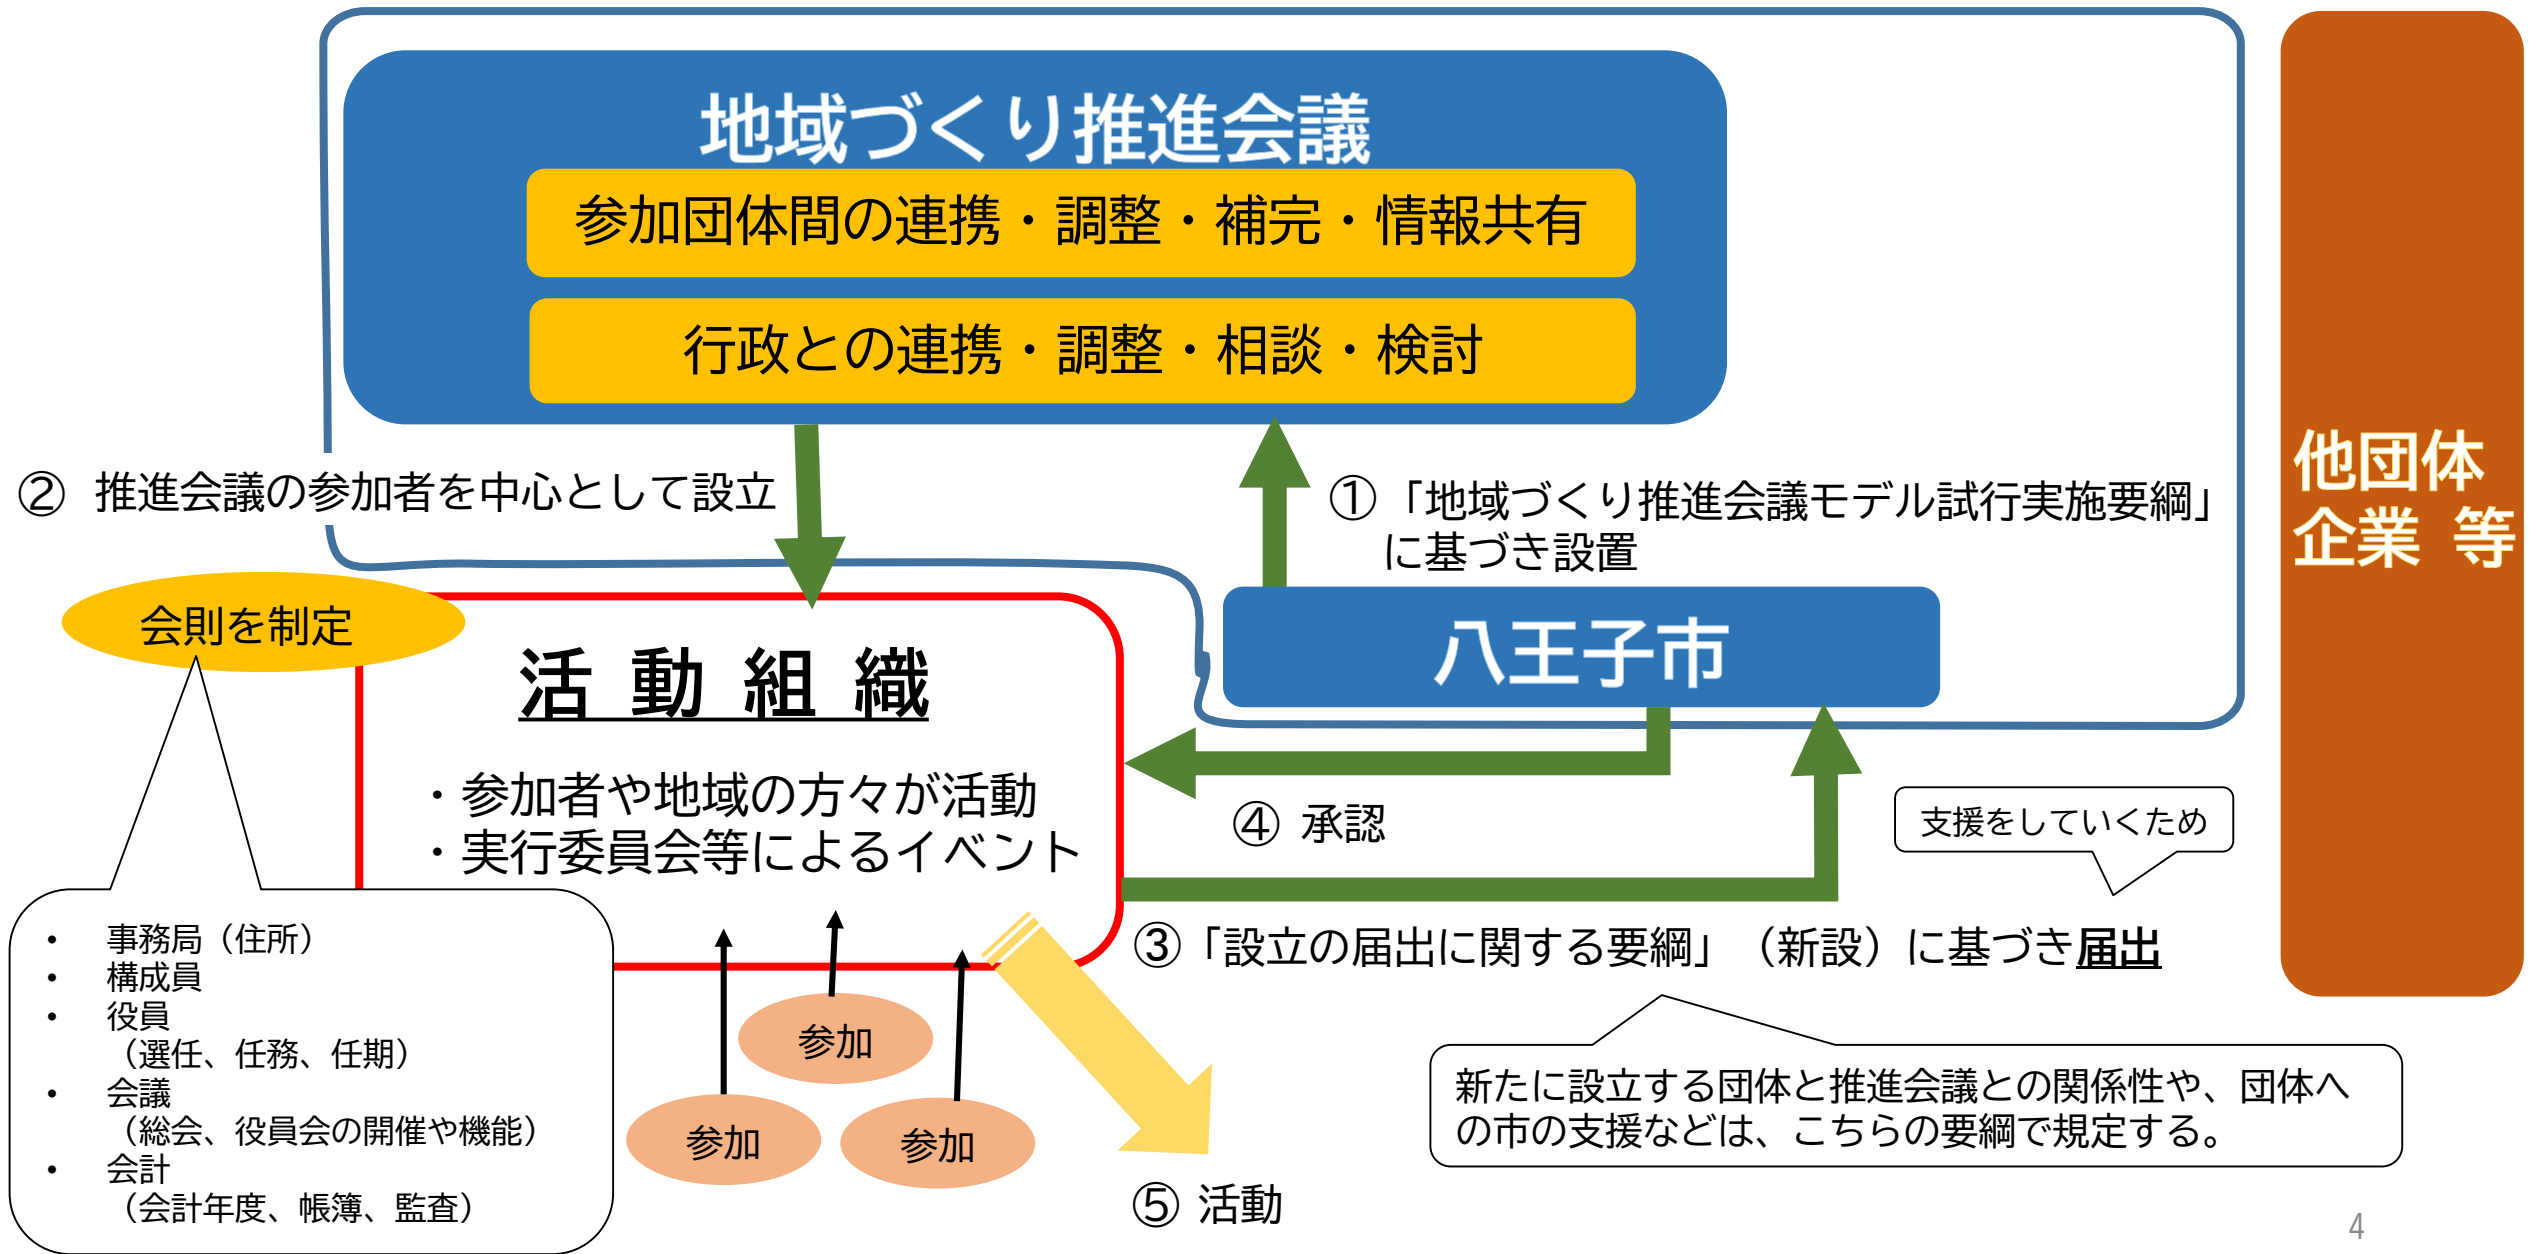 地域づくり推進会議
参加団体間の連携・調整・補完・情報共有
行政との連携・調整・相談・検討
② 推進会議の参加者を中心として設立
①「地域づくり推進会議モデル試行実施要綱」
に基づき設置
他団体
企業 等
会則を制定
八王子市
活 動 組 織
・参加者や地域の方々が活動
・実行委員会等によるイベント
④ 承認
支援をしていくため
③「設立の届出に関する要綱」（新設）に基づき届出
• 事務局（住所）
• 構成員
• 役員
（選任、任務、任期）
• 会議
（総会、役員会の開催や機能）
• 会計
（会計年度、帳簿、監査）
参加
参加
参加
新たに設立する団体と推進会議との関係性や、団体へ
の市の支援などは、こちらの要綱で規定する。
⑤ 活動
4